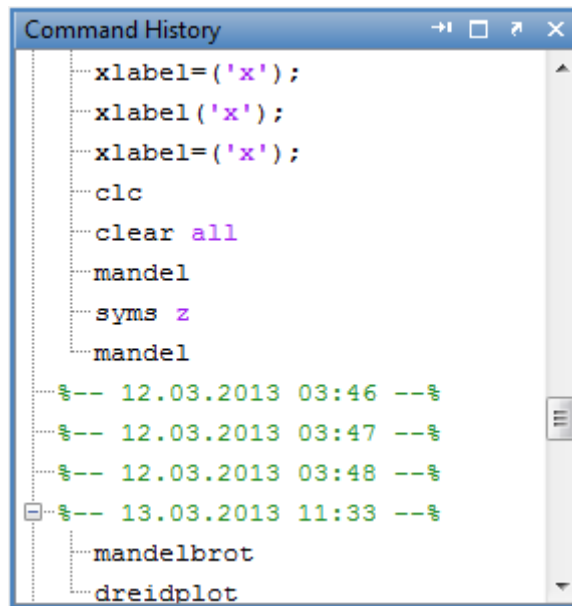 Command History
xlabel=('x');
xlabel('x');
xlabel=('x');
clc
clear all
mandel
syms z
mandel
%-- 12.03.2013 03:46 --%
%-- 12.03.2013 03:47 --%
%-- 12.03.2013 03:48 --%
%-- 13.03.2013 11:33 --%
mandelbrot
dreidplot